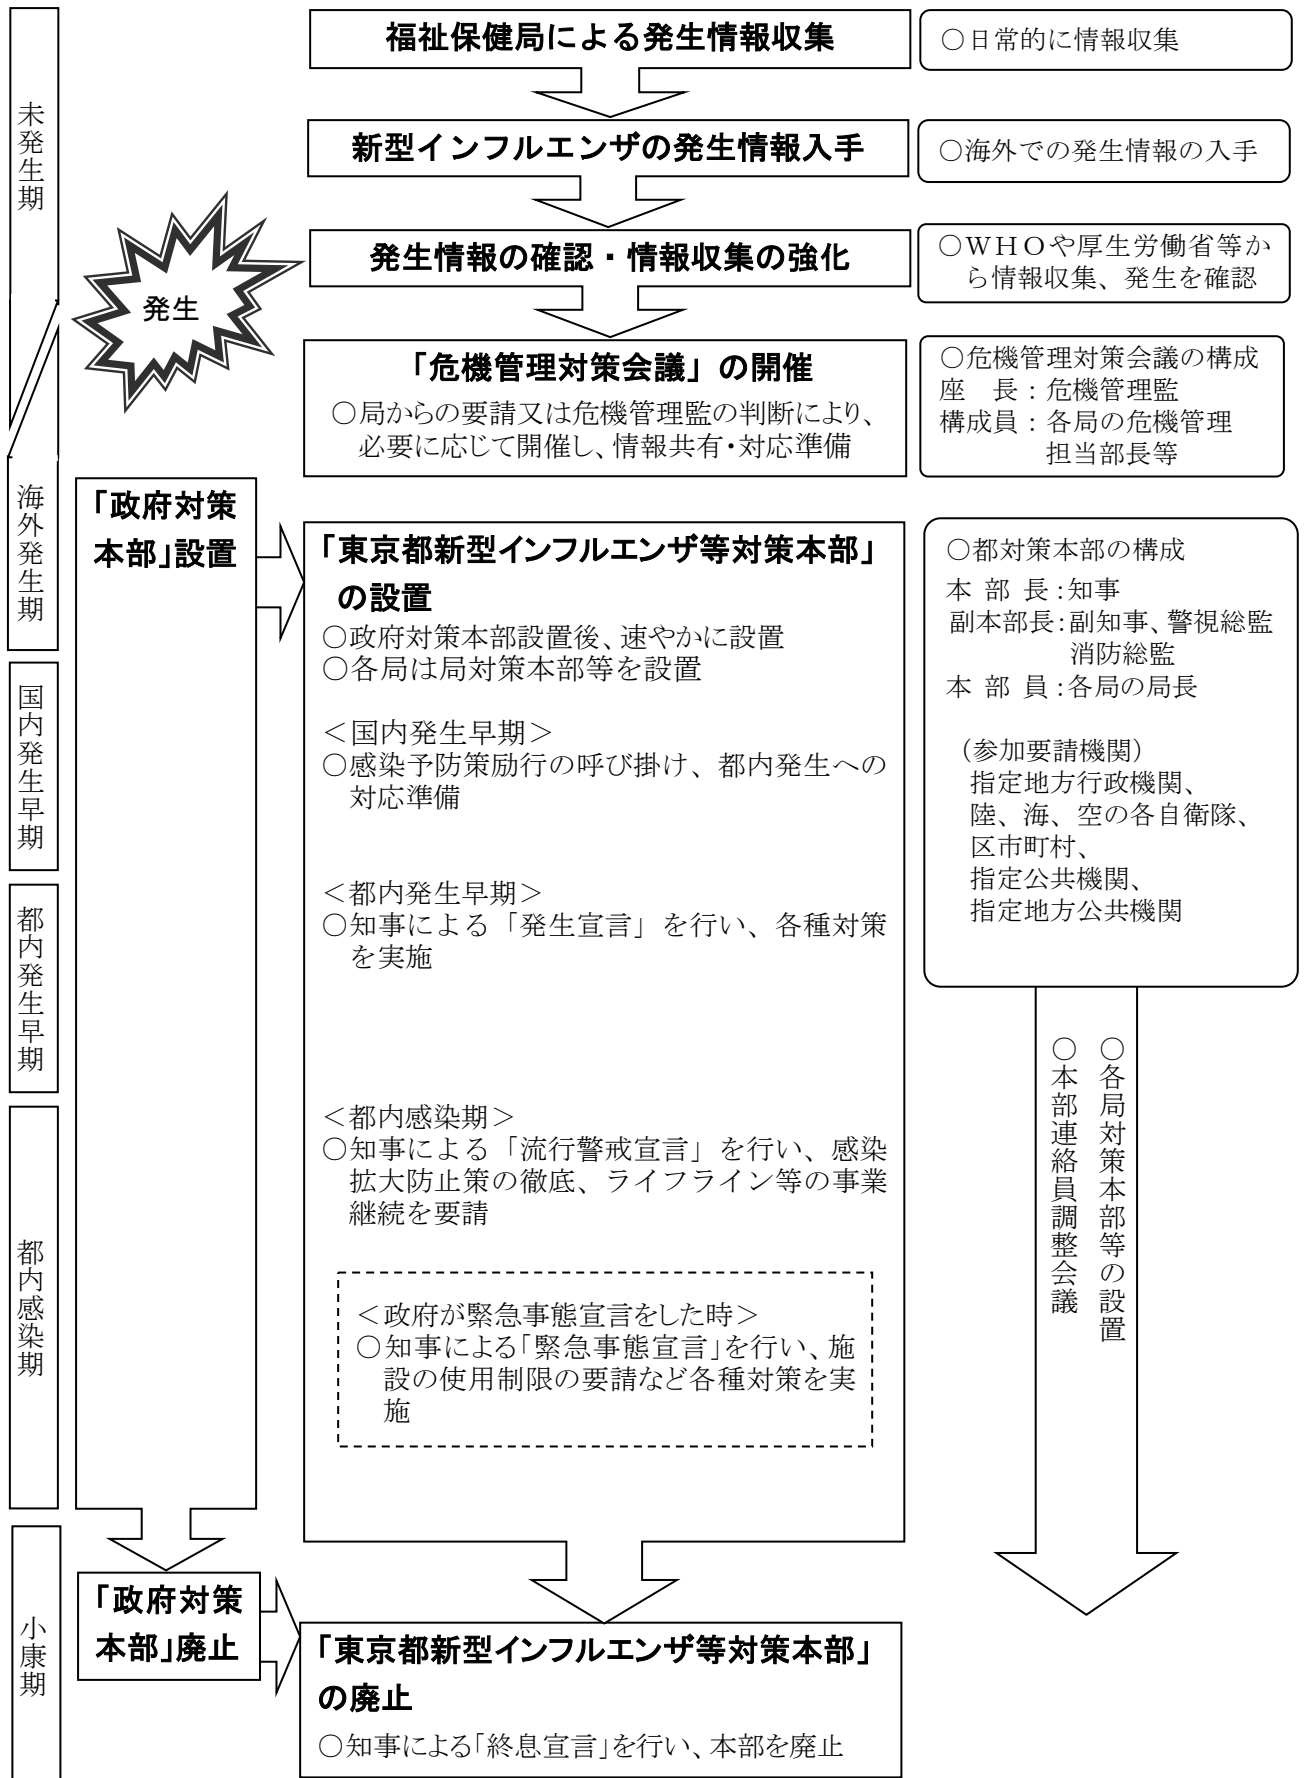 未発生期
海外発生期
国内発生早期
都内発生早期
都内感染期
小康期
福祉保健局による発生情報収集
○日常的に情報収集
新型インフルエンザの発生情報入手
○海外での発生情報の入手
発生
発生情報の確認・情報収集の強化
○WHOや厚生労働省等か
ら情報収集、発生を確認
「危機管理対策会議」の開催
○局からの要請又は危機管理監の判断により、
必要に応じて開催し、情報共有・対応準備
○危機管理対策会議の構成
座　長：危機管理監
構成員：各局の危機管理
担当部長等
「政府対策
本部」設置
「東京都新型インフルエンザ等対策本部」
の設置
○政府対策本部設置後、速やかに設置
○各局は局対策本部等を設置
＜国内発生早期＞
○感染予防策励行の呼び掛け、都内発生への
対応準備
＜都内発生早期＞
○知事による「発生宣言」を行い、各種対策
を実施
＜都内感染期＞
○知事による「流行警戒宣言」を行い、感染
拡大防止策の徹底、ライフライン等の事業
継続を要請
＜政府が緊急事態宣言をした時＞
○知事による「緊急事態宣言」を行い、施
設の使用制限の要請など各種対策を実
施
○都対策本部の構成
本 部 長：知事
副本部長：副知事、警視総監
消防総監
本 部 員：各局の局長
（参加要請機関）
指定地方行政機関、
陸、海、空の各自衛隊、
区市町村、
指定公共機関、
指定地方公共機関
○各局対策本部等の設置
○本部連絡員調整会議
「政府対策
本部」廃止
「東京都新型インフルエンザ等対策本部」
の廃止
○知事による「終息宣言」を行い、本部を廃止